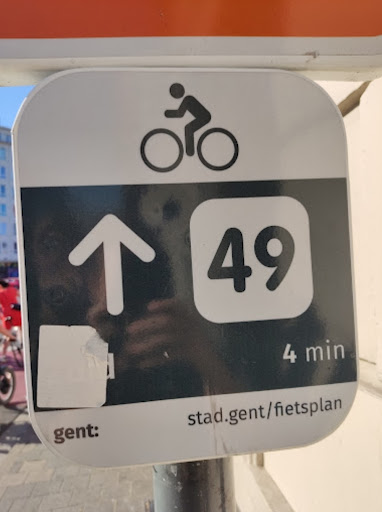 49
4 min
stad.gent/fietsplan
gent: